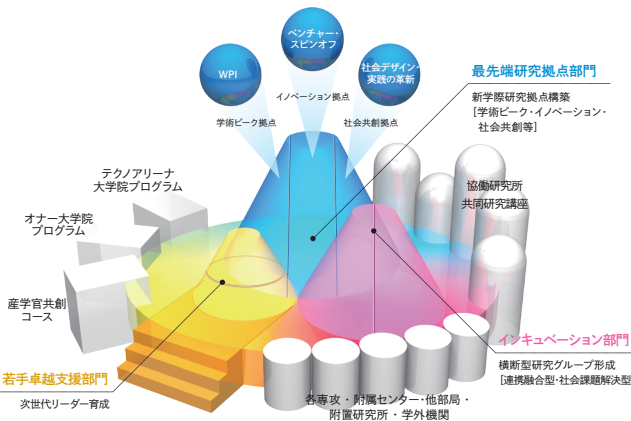 ベンチャー・
スピンオフ
WPI
社会デザイン・
実践の革新
イノベーション拠点
学術ピーク拠点
社会共創拠点
最先端研究拠点部門
新学際研究拠点構築
[学術ピーク・イノベーション・
社会共創等]
テクノアリーナ
大学院プログラム
オナー大学院
プログラム
産学官共創
コース
協働研究所
共同研究講座
インキュベーション部門
横断型研究グループ形成
[連携融合型・社会課題解決型
若手卓越支援部門
次世代リーダー育成
各専攻・附属センター・他部局・
附置研究所・学外機関